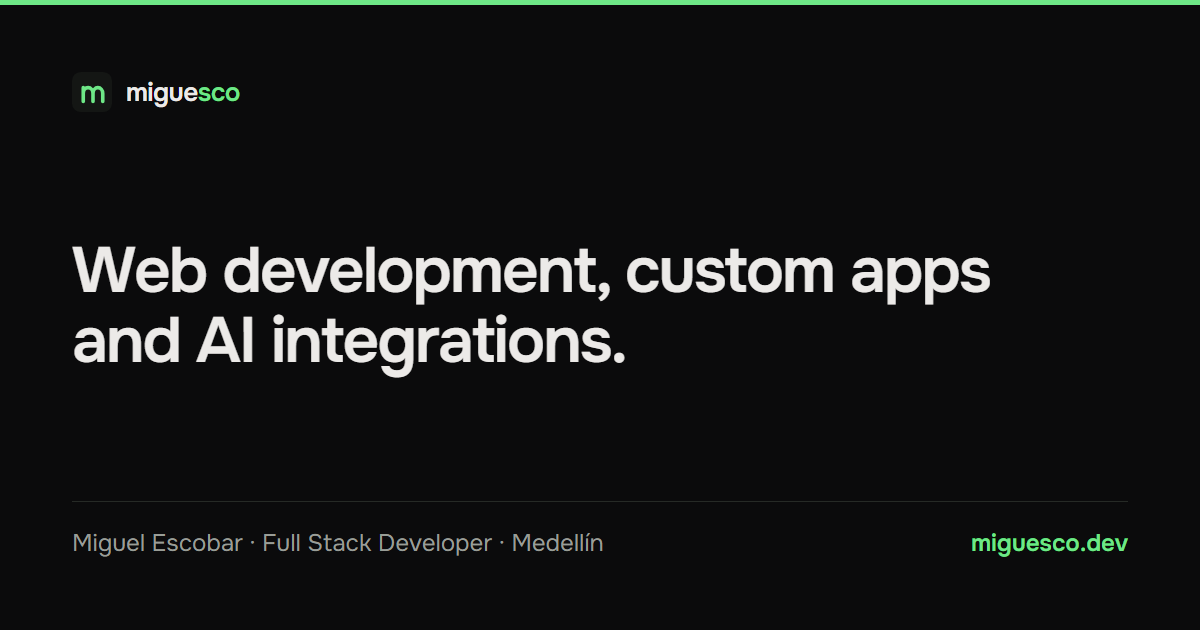 m miguesco
Web development, custom apps
and AI integrations.
Miguel Escobar · Full Stack Developer · Medellín
miguesco.dev